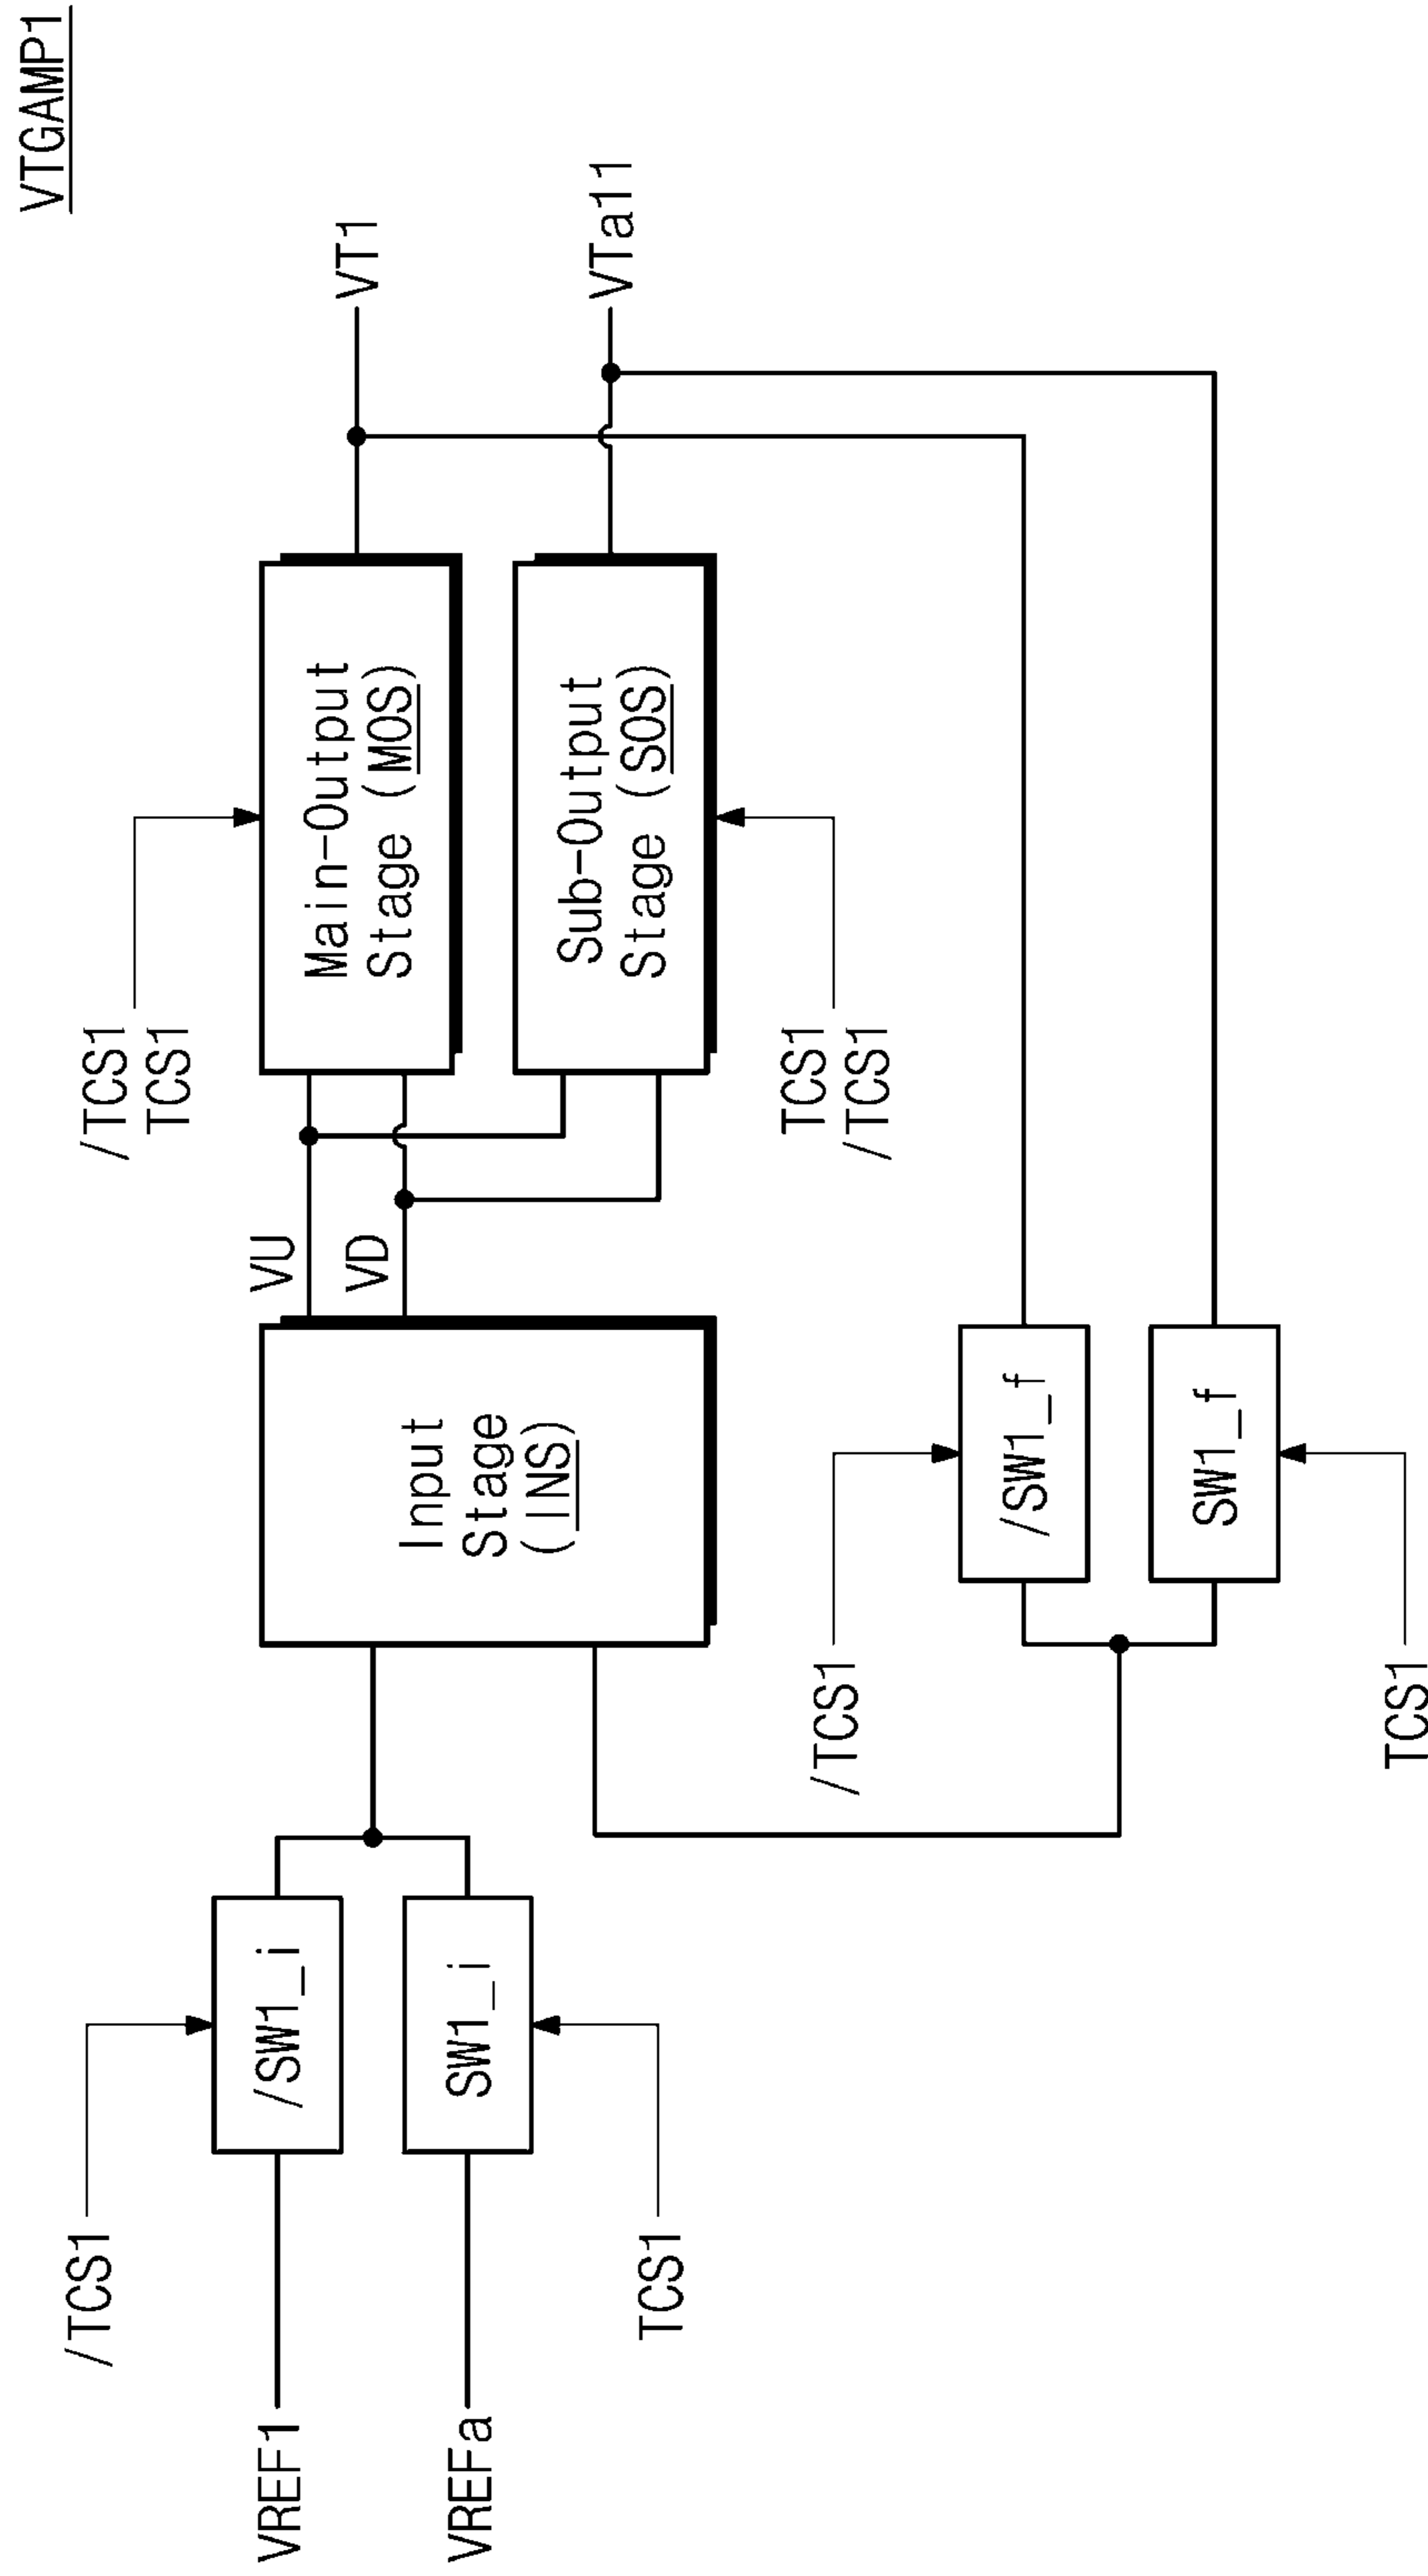 VTGAMP1
/TCS1
TCS1
VU
VD
Main-Output
Stage (MOS)
VT1
/TCS1
/SW1_i
VREF1
VREFa
SW1_i
TCS1
Input
Stage
(INS)
Sub-Output
Stage (SOS)
VTa11
TCS1
/TCS1
/TCS1
/SW1_f
SW1_f
TCS1